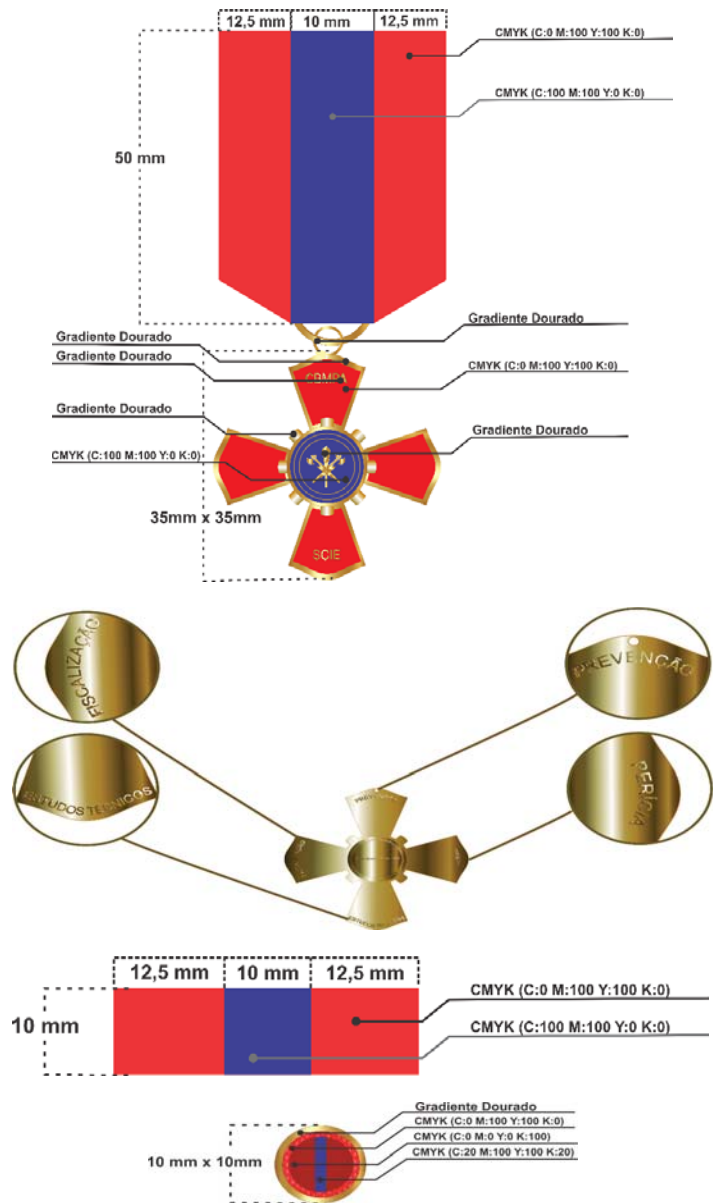 12,5 mm 10 mm 12,5 mm
CMYK (C:0 M:100 Y:100 K:0)
CMYK (C:100 M:100 Y:0 K:0)
50 mm
Gradiente Dourado
Gradiente Dourado
Gradiente Dourado
CMYK (C:0 M:100 Y:100 K:0)
CBMPA
Gradiente Dourado
Gradiente Dourado
CMYK (C:100 M:100 Y:0 K:0)
35mm x 35mm
SCIE
FISCALIZAÇÃO
PREVENÇÃO
ESTUDOS TÉCNICOS
PERÍCIA
12,5 mm 10 mm 12,5 mm
CMYK (C:0 M:100 Y:100 K:0)
10 mm
CMYK (C:100 M:100 Y:0 K:0)
Gradiente Dourado
CMYK (C:0 M:100 Y:100 K:0)
CMYK (C:0 M:0 Y:0 K:100)
10 mm x 10mm
CMYK (C:20 M:100 Y:100 K:20)